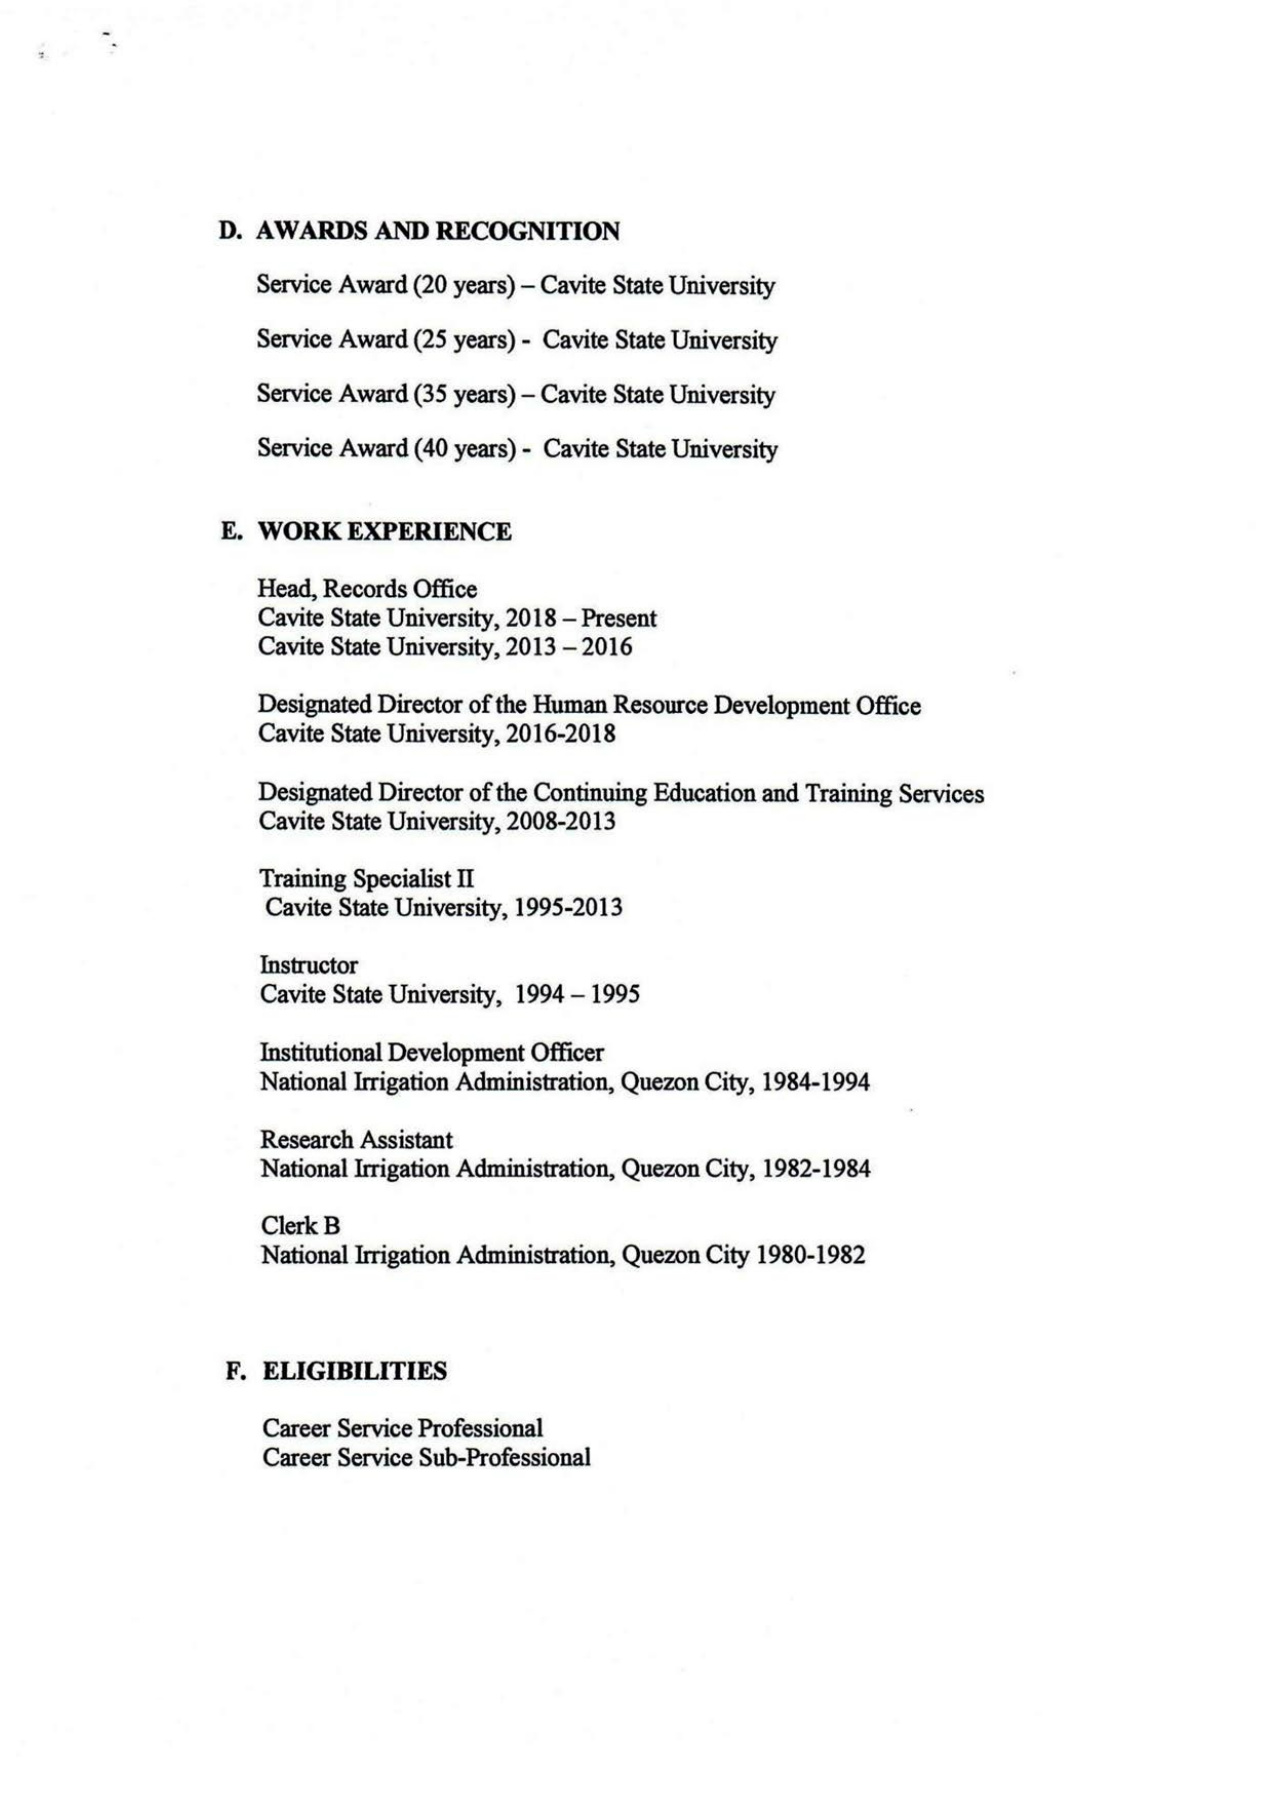 D. AWARDS AND RECOGNITION
Service Award (20 years) – Cavite State University
Service Award (25 years) - Cavite State University
Service Award (35 years) – Cavite State University
Service Award (40 years) - Cavite State University
E. WORK EXPERIENCE
Head, Records Office
Cavite State University, 2018 – Present
Cavite State University, 2013 – 2016
Designated Director of the Human Resource Development Office
Cavite State University, 2016-2018
Designated Director of the Continuing Education and Training Services
Cavite State University, 2008-2013
Training Specialist II
Cavite State University, 1995-2013
Instructor
Cavite State University, 1994 – 1995
Institutional Development Officer
National Irrigation Administration, Quezon City, 1984-1994
Research Assistant
National Irrigation Administration, Quezon City, 1982-1984
Clerk B
National Irrigation Administration, Quezon City 1980-1982
F. ELIGIBILITIES
Career Service Professional
Career Service Sub-Professional